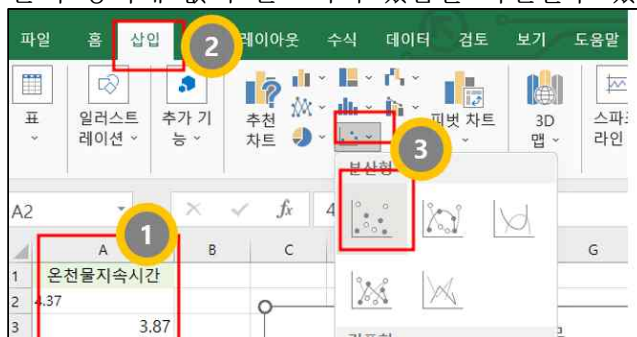 파일 홈 삽입 레이아웃 수식 데이터 검토 보기 도움말
2
표
일러스트
레이션
추가 기
능
추천
차트
피벗 차트
3D
맵
라인
3
분산형
A2
fx 4
1
A B C G
1 온천물지속시간
2 4.37
3 3.87